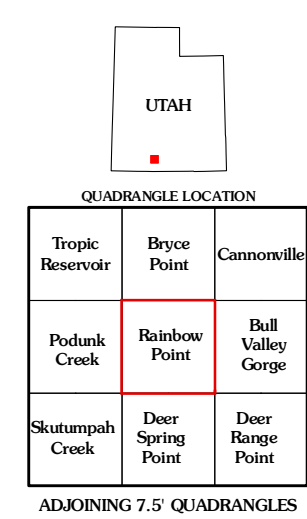 UTAH
QUADRANGLE LOCATION
Tropic
Reservoir
Bryce
Point
Cannonville
Podunk
Creek
Rainbow
Point
Bull
Valley
Gorge
Skutumpah
Creek
Deer
Spring
Point
Deer
Range
Point
ADJOINING 7.5' QUADRANGLES